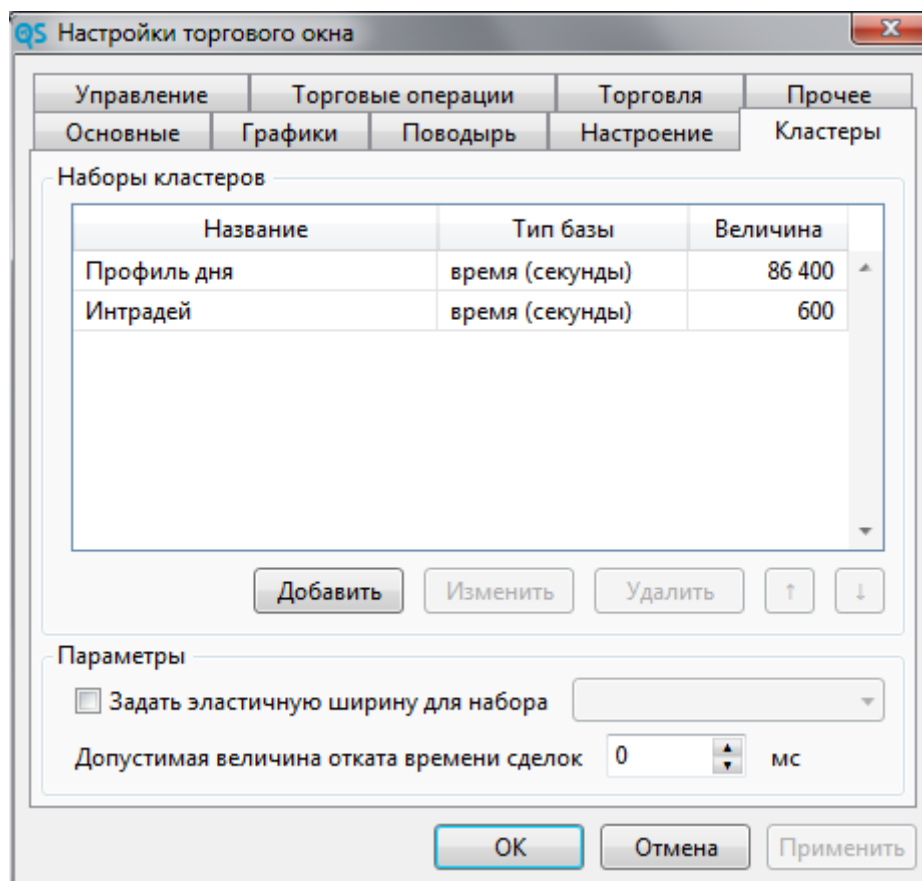 QS Настройки торгового окна
Управление Торговые операции Торговля Прочее
Основные Графики Поводырь Настроение Кластеры
Наборы кластеров
Название Тип базы Величина
Профиль дня время (секунды) 86 400
Интрадей время (секунды) 600
Добавить Изменить Удалить ↑ ↓
Параметры
Задать эластичную ширину для набора
Допустимая величина отката времени сделок 0 мс
OK Отмена Применить